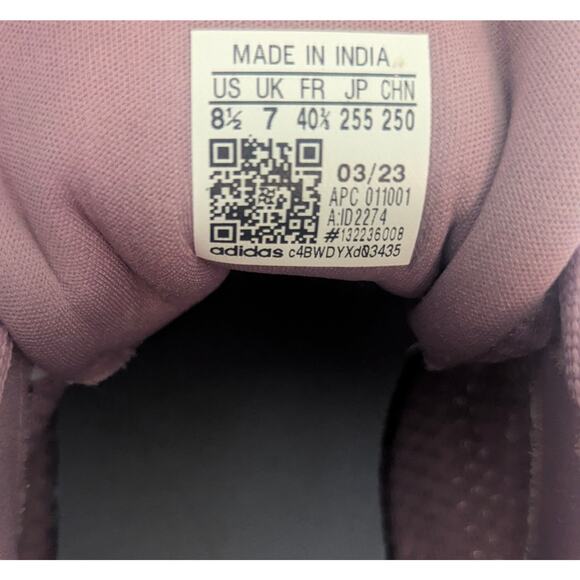 MADE IN INDIA
US UK FR JP CHN
8½ 7 40⅔ 255 250
03/23
APC 011001
A:ID2274
#132236008
adidas c4BWDYXd03435